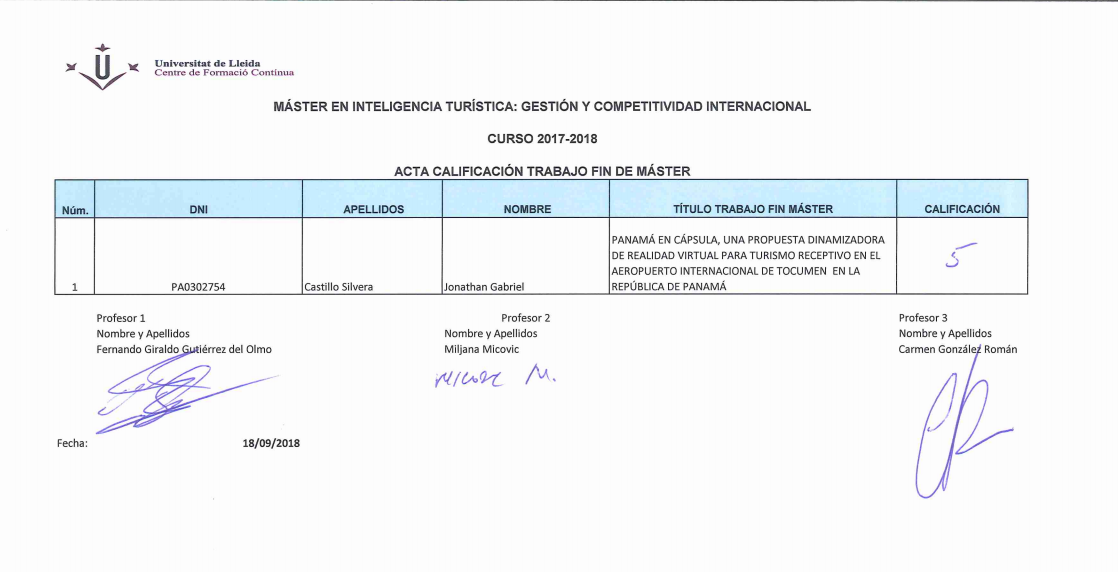 Universitat de Lleida
Centre de Formació Contínua
MÁSTER EN INTELIGENCIA TURÍSTICA: GESTIÓN Y COMPETITIVIDAD INTERNACIONAL
CURSO 2017-2018
ACTA CALIFICACIÓN TRABAJO FIN DE MÁSTER
Núm. DNI APELLIDOS NOMBRE TÍTULO TRABAJO FIN MÁSTER CALIFICACIÓN
PANAMÁ EN CÁPSULA, UNA PROPUESTA DINAMIZADORA
DE REALIDAD VIRTUAL PARA TURISMO RECEPTIVO EN EL
AEROPUERTO INTERNACIONAL DE TOCUMEN EN LA
1 PA0302754 Castillo Silvera Jonathan Gabriel REPÚBLICA DE PANAMÁ 5
Profesor 1 Profesor 2 Profesor 3
Nombre y Apellidos Nombre y Apellidos Nombre y Apellidos
Fernando Giraldo Gutiérrez del Olmo Miljana Micovic Carmen González Román
M.
Fecha: 18/09/2018